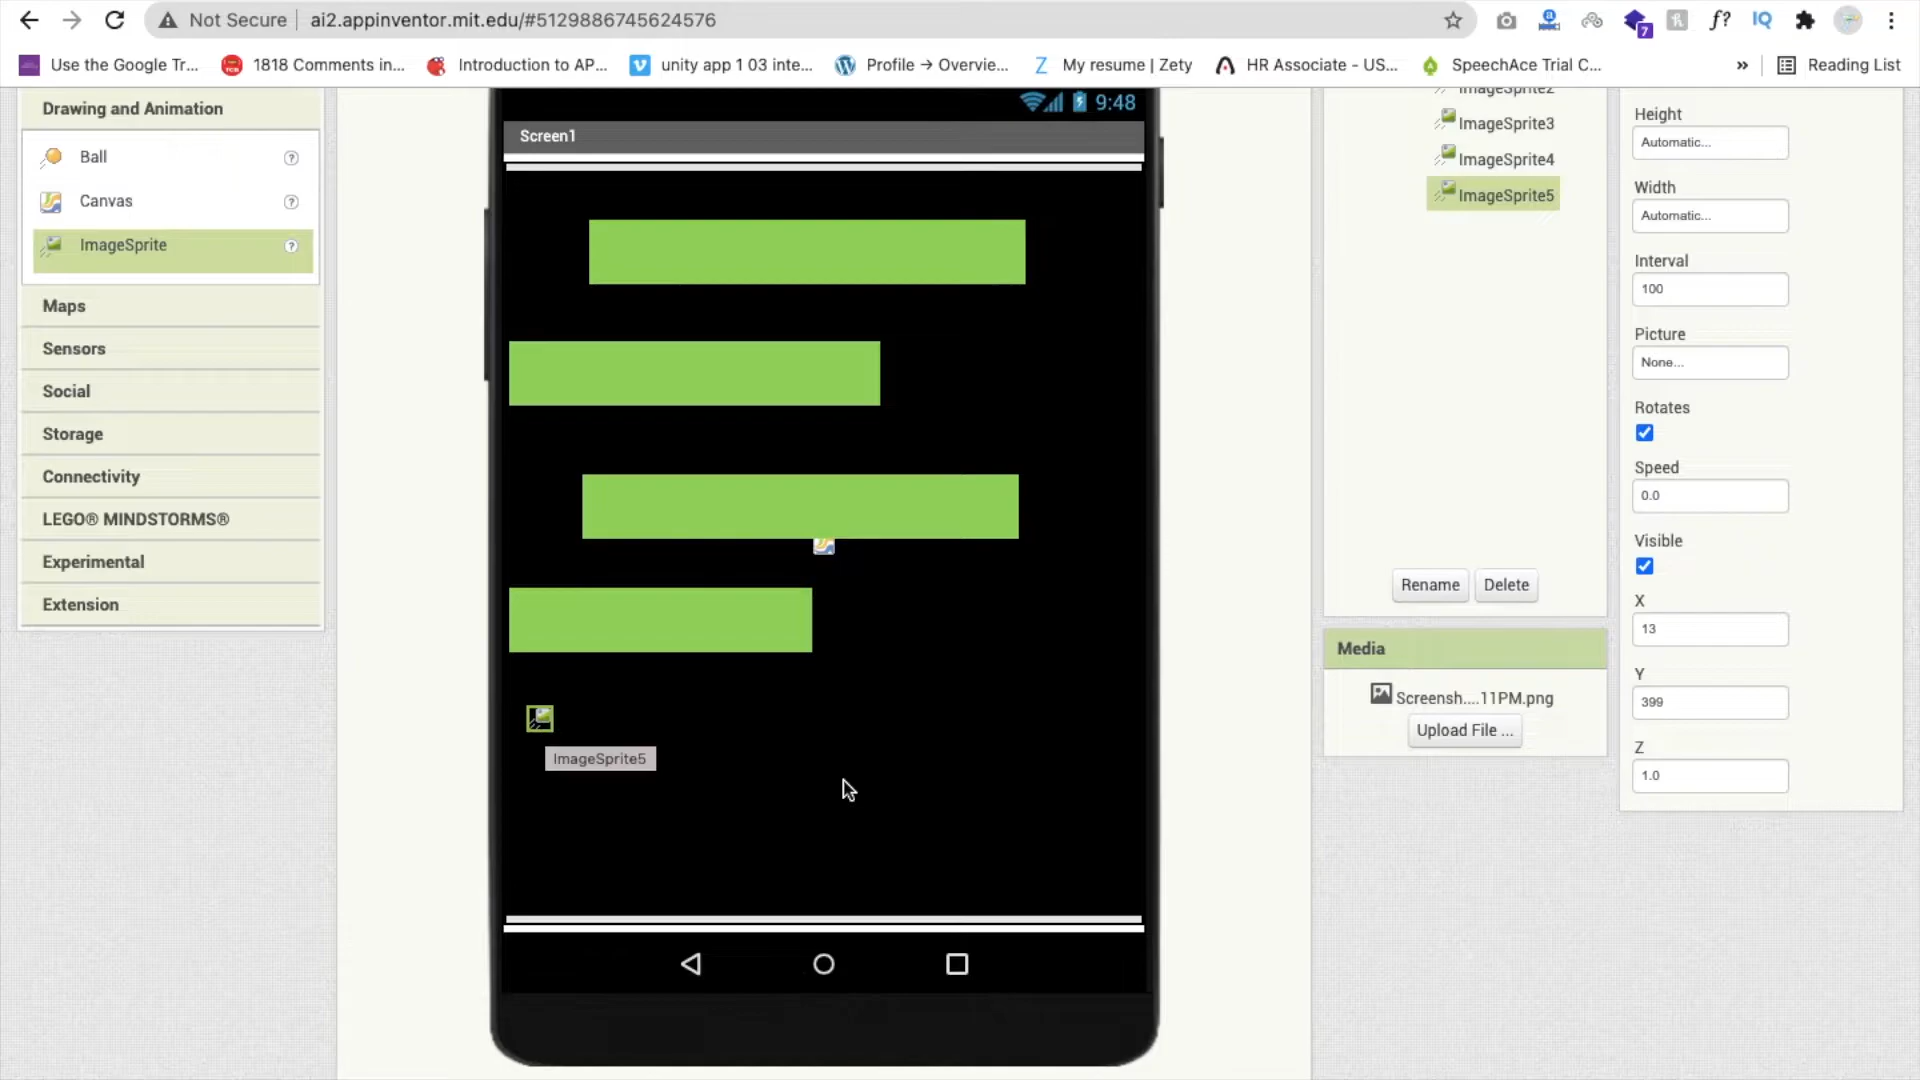 Not Secure
ai2.appinventor.mit.edu/#5129886745624576
7
f?
IQ
Use the Google Tr...
1818 Comments in...
Introduction to AP...
unity app 1 03 inte...
Profile → Overvie...
Z
My resume | Zety
HR Associate - US...
SpeechAce Trial C...
»
Reading List
Drawing and Animation
Ball
?
Canvas
?
ImageSprite
?
Maps
Sensors
Social
Storage
Connectivity
LEGO® MINDSTORMS®
Experimental
Extension
9:48
Screen1
ImageSprite5
ImageSprite2
ImageSprite3
ImageSprite4
ImageSprite5
Rename
Delete
Media
Screensh....11PM.png
Upload File ...
Height
Automatic...
Width
Automatic...
Interval
100
Picture
None...
Rotates
Speed
0.0
Visible
X
13
Y
399
Z
1.0